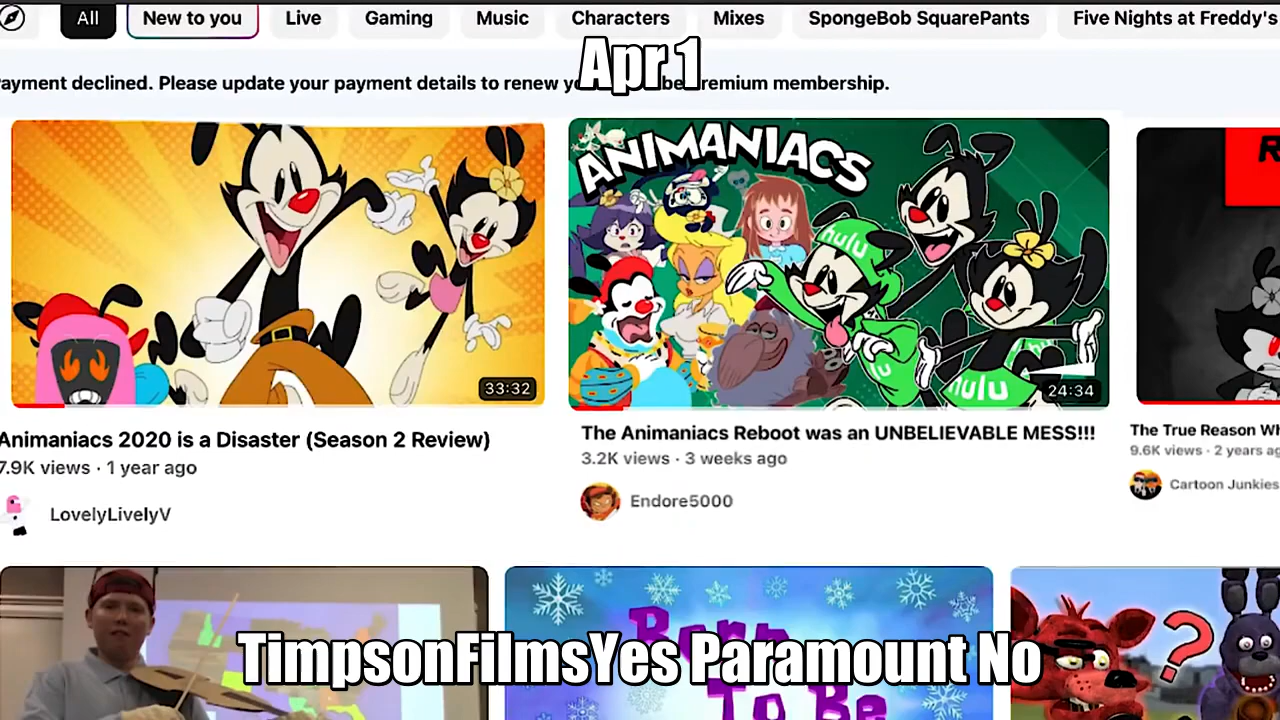 All
New to you
Live
Gaming
Music
Characters
Mixes
SpongeBob SquarePants
Five Nights at Freddy's
Apr 1
ayment declined. Please update your payment details to renew
remium membership.
ANIMANIACS
hulu
hulu
33:32
24:34
Animaniacs 2020 is a Disaster (Season 2 Review)
7.9K views · 1 year ago
LovelyLivelyV
The Animaniacs Reboot was an UNBELIEVABLE MESS!!!
3.2K views · 3 weeks ago
Endore5000
The True Reason
9.6K views · 2 years
Cartoon Junkies
TimpsonFilmsYes Paramount No
Born
To Be
?